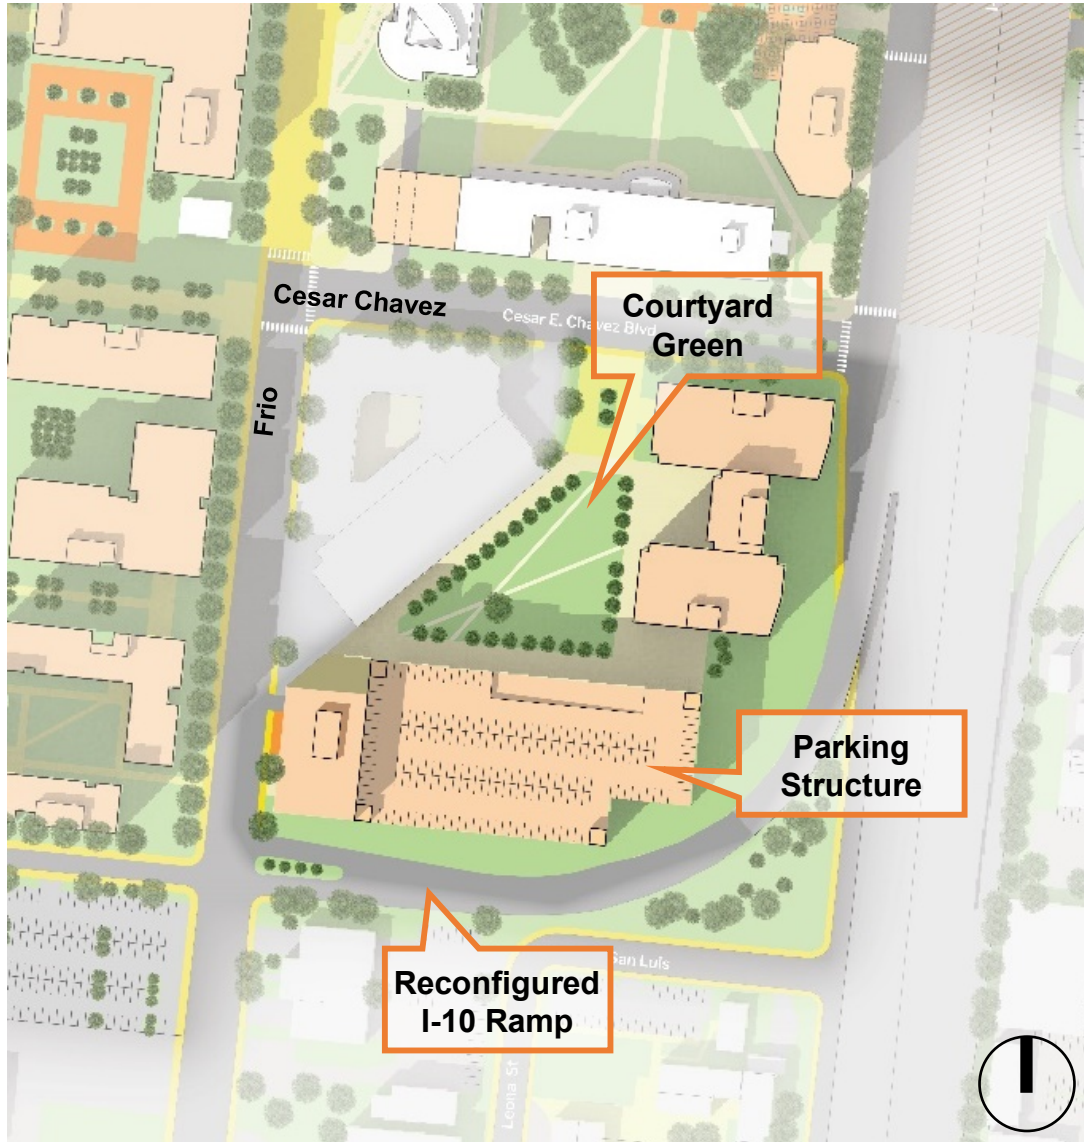 Cesar Chavez
Cesar E. Chavez Blvd
Courtyard
Green
Frio
Parking
Structure
Reconfigured
I-10 Ramp
San Luis
Leona St